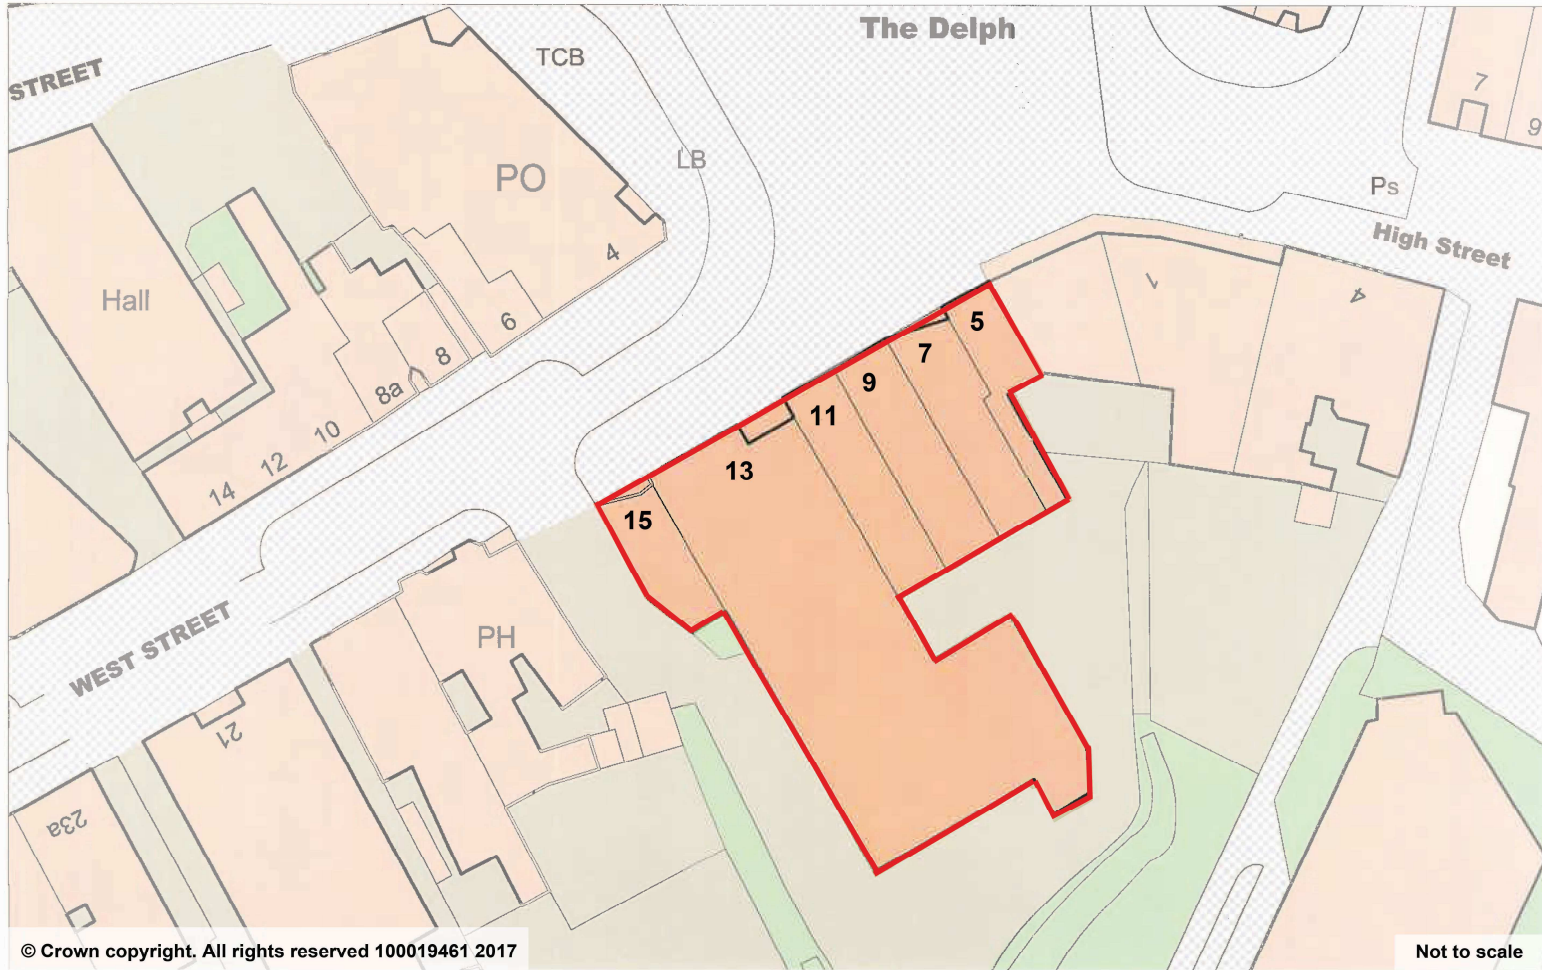 The Delph
TCB
STREET
7
9
LB
PO
Ps
High Street
4
1
4
Hall
5
6
7
8
9
8a
11
10
13
12
14
15
WEST STREET
PH
21
23a
© Crown copyright. All rights reserved 100019461 2017
Not to scale